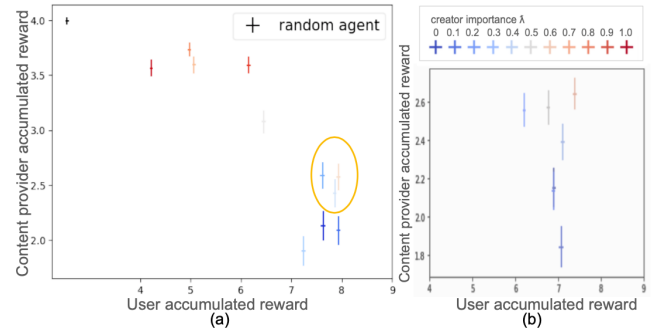 4.0
3.5
3.0
2.5
2.0
Content provider accumulated reward
random agent
4
5
6
7
8
9
User accumulated reward
(a)
creator importance λ
0 0.1 0.2 0.3 0.4 0.5 0.6 0.7 0.8 0.9 1.0
Content provider accumulated reward
2.6
2.4
2.2
2.0
1.8
4 5 6 7 8 9
User accumulated reward
(b)